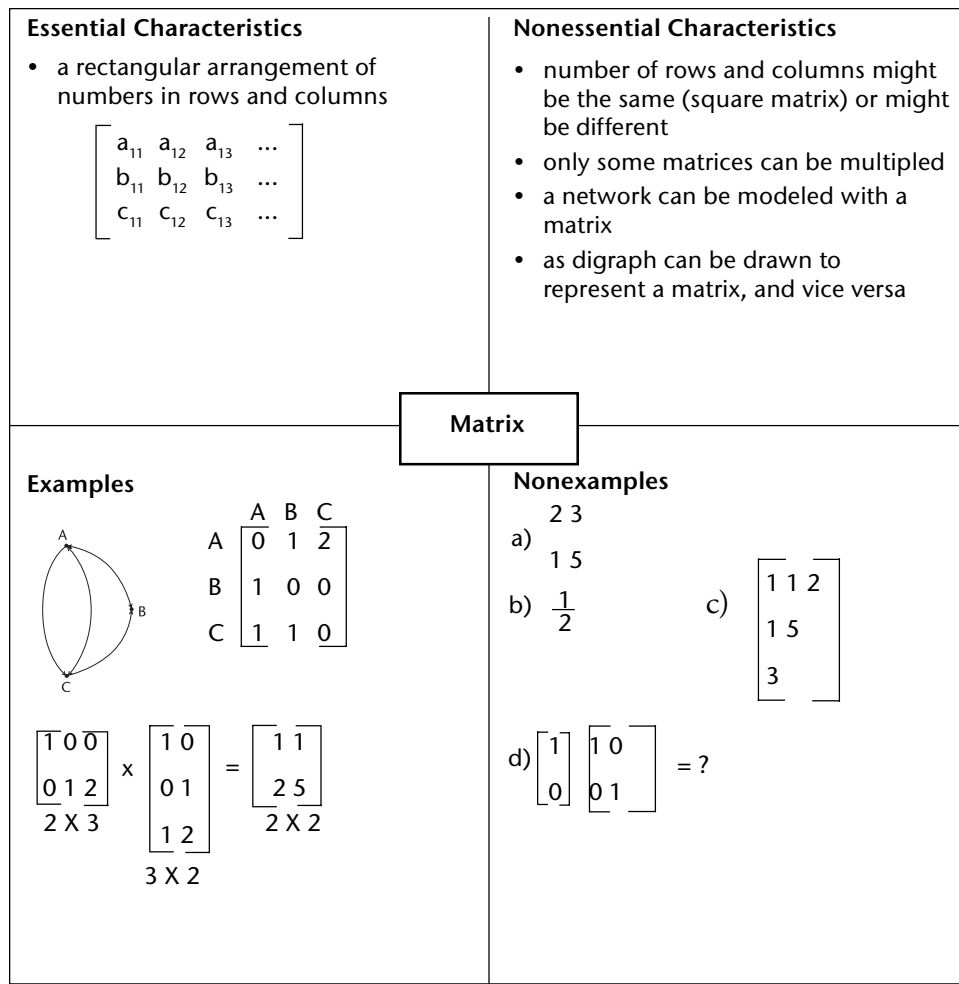 Essential Characteristics
• a rectangular arrangement of
numbers in rows and columns
a₁₁ a₁₂ a₁₃ ...
b₁₁ b₁₂ b₁₃ ...
c₁₁ c₁₂ c₁₃ ...
Nonessential Characteristics
• number of rows and columns might
be the same (square matrix) or might
be different
• only some matrices can be multipled
• a network can be modeled with a
matrix
• as digraph can be drawn to
represent a matrix, and vice versa
Matrix
Examples
A
B
C
A B C
A 0 1 2
B 1 0 0
C 1 1 0
1 0 0
0 1 2
2 X 3
x
1 0
0 1
1 2
3 X 2
=
1 1
2 5
2 X 2
Nonexamples
a)
2 3
1 5
b) 1
2
c)
1 1 2
1 5
3
d)
1
0
1 0
0 1
= ?